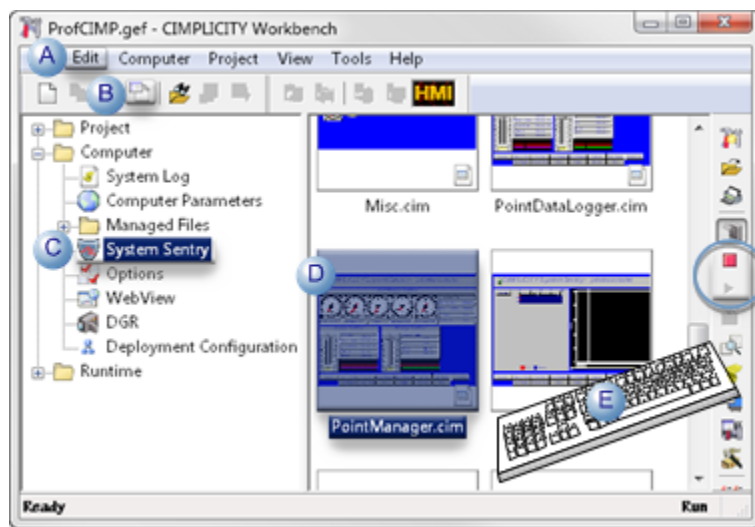 ProfCIMP.gef - CIMPLICITY Workbench
A Edit Computer Project View Tools Help
B HMI
Project
Computer
System Log
Computer Parameters
Managed Files
C System Sentry
Options
WebView
DGR
Deployment Configuration
Runtime
Misc.cim PointDataLogger.cim
D
PointManager.cim
E
Ready Run